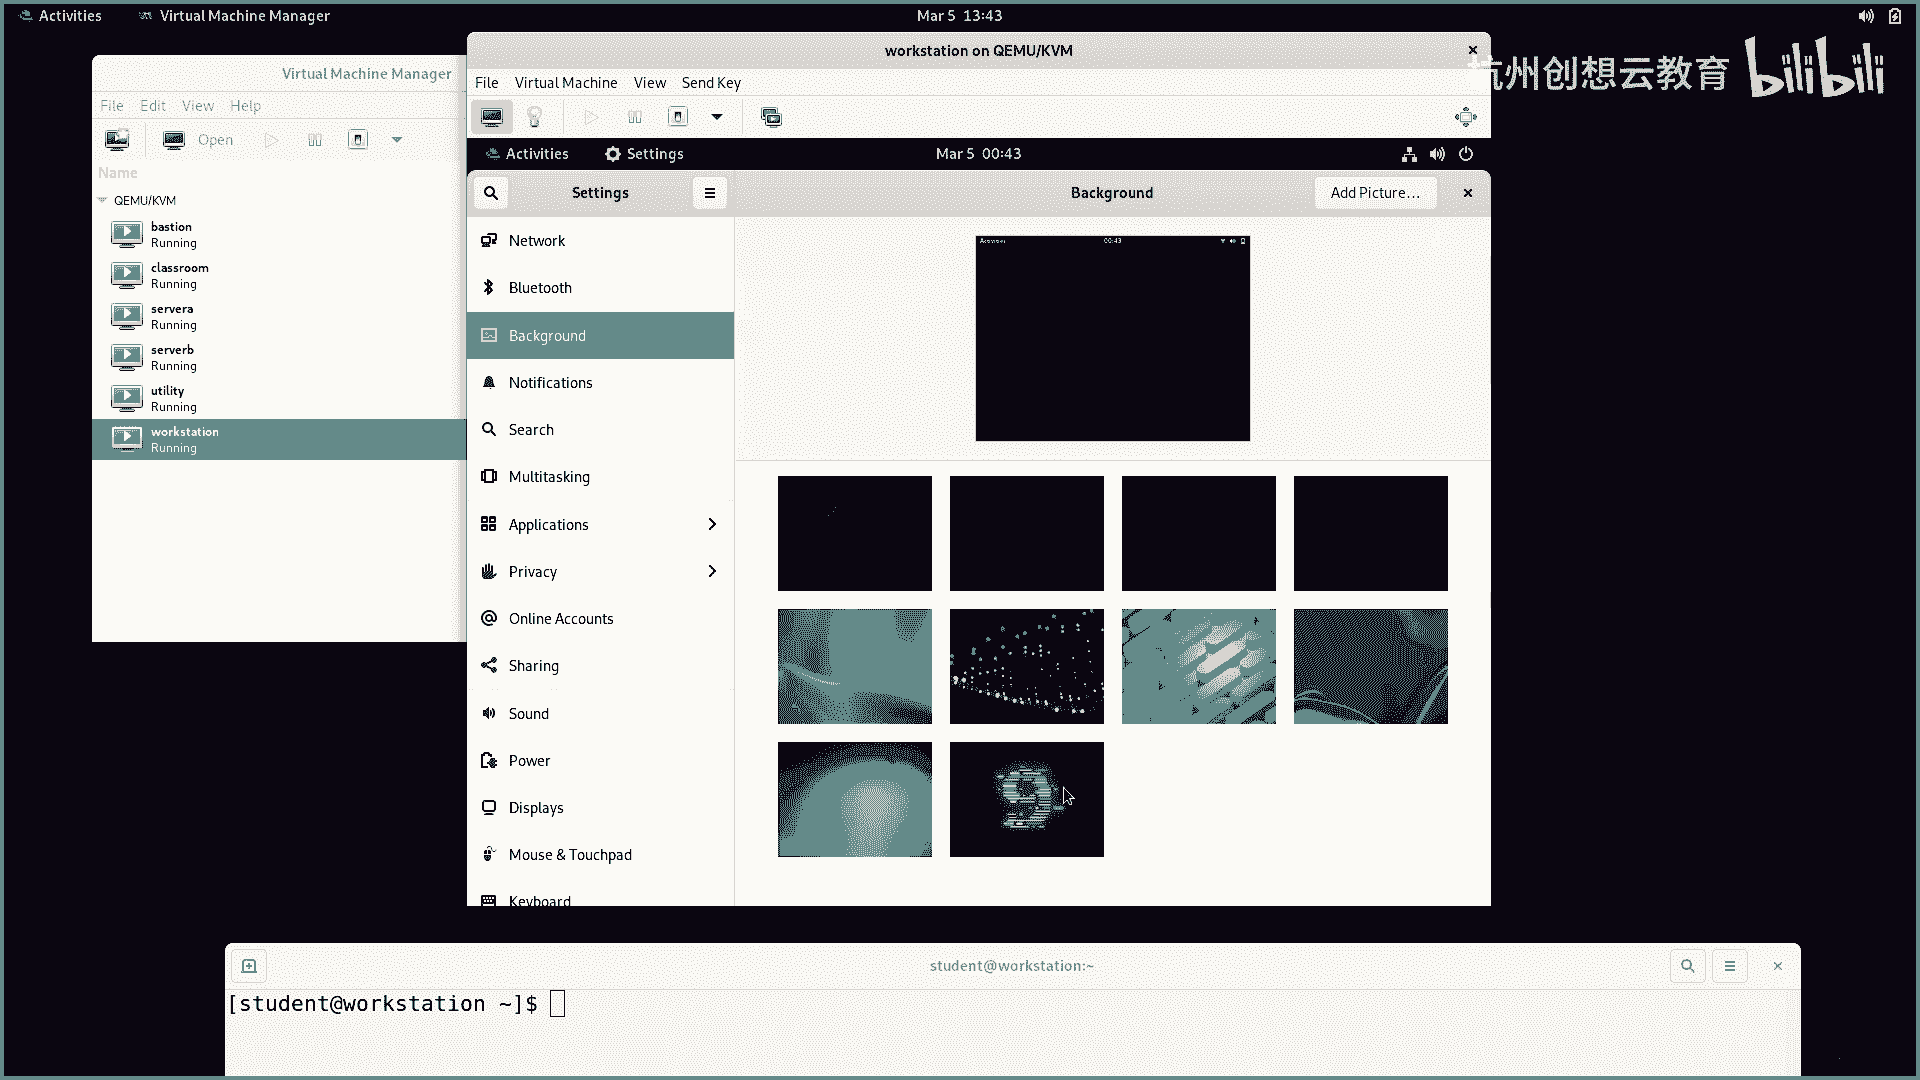 Activities
Virtual Machine Manager
Mar 5 13:43
Virtual Machine Manager
File Edit View Help
Open
Name
QEMU/KVM
bastion
Running
classroom
Running
servera
Running
serverb
Running
utility
Running
workstation
Running
workstation on QEMU/KVM
File Virtual Machine View Send Key
杭州创想云教育 bilibili
Activities
Settings
Mar 5 00:43
Settings
Background
Add Picture...
Network
Bluetooth
Background
Notifications
Search
Multitasking
Applications
Privacy
Online Accounts
Sharing
Sound
Power
Displays
Mouse & Touchpad
Keyboard
Activities
00:43
9
student@workstation:~
[student@workstation ~]$